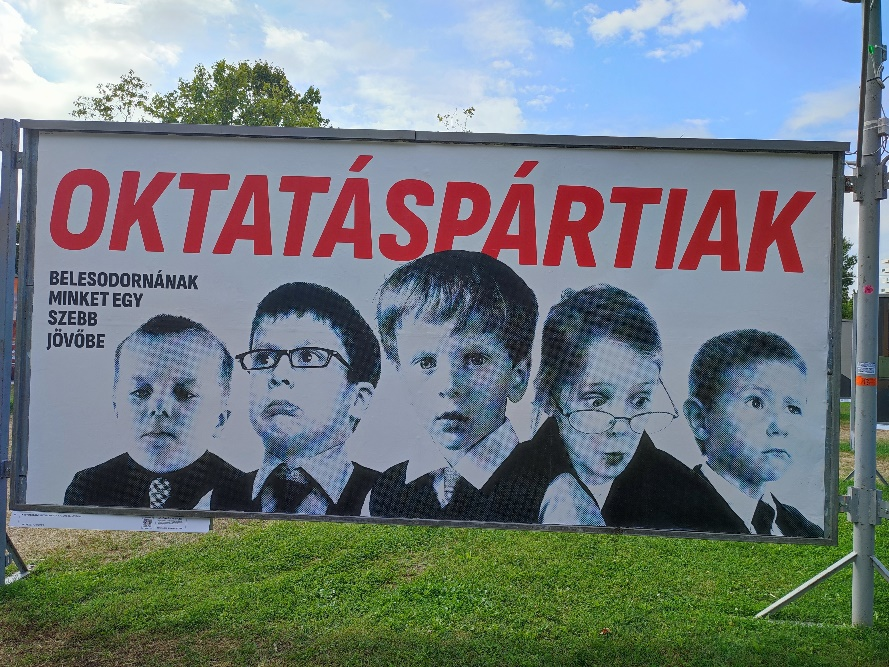 OKTATÁSPÁRTIAK
BELESODORNÁNAK
MINKET EGY
SZEBB
JÖVŐBE